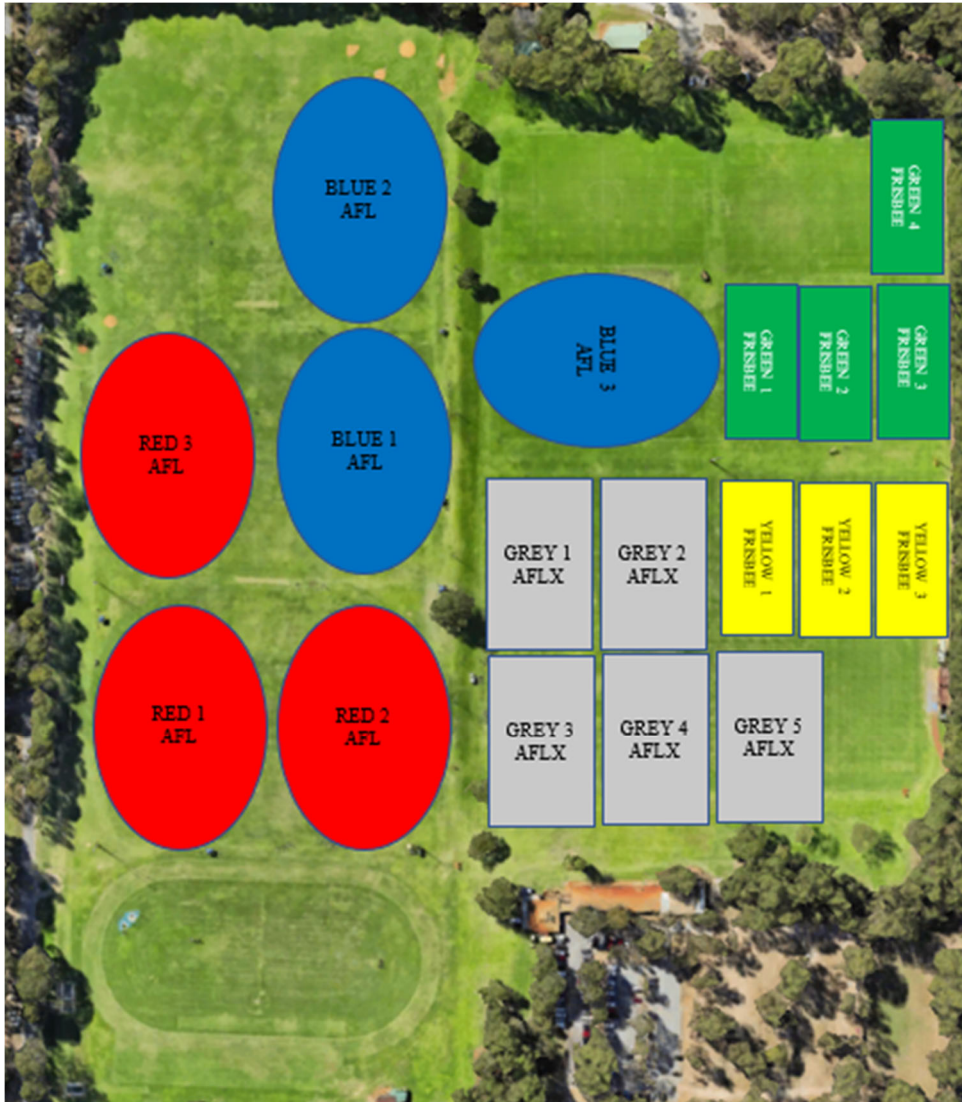 BLUE 2
AFL
GREEN 4
FRISBEE
BLUE 3
AFL
GREEN 1
FRISBEE
GREEN 2
FRISBEE
GREEN 3
FRISBEE
RED 3
AFL
BLUE 1
AFL
GREY 1
AFLX
GREY 2
AFLX
YELLOW 1
FRISBEE
YELLOW 2
FRISBEE
YELLOW 3
FRISBEE
RED 1
AFL
RED 2
AFL
GREY 3
AFLX
GREY 4
AFLX
GREY 5
AFLX